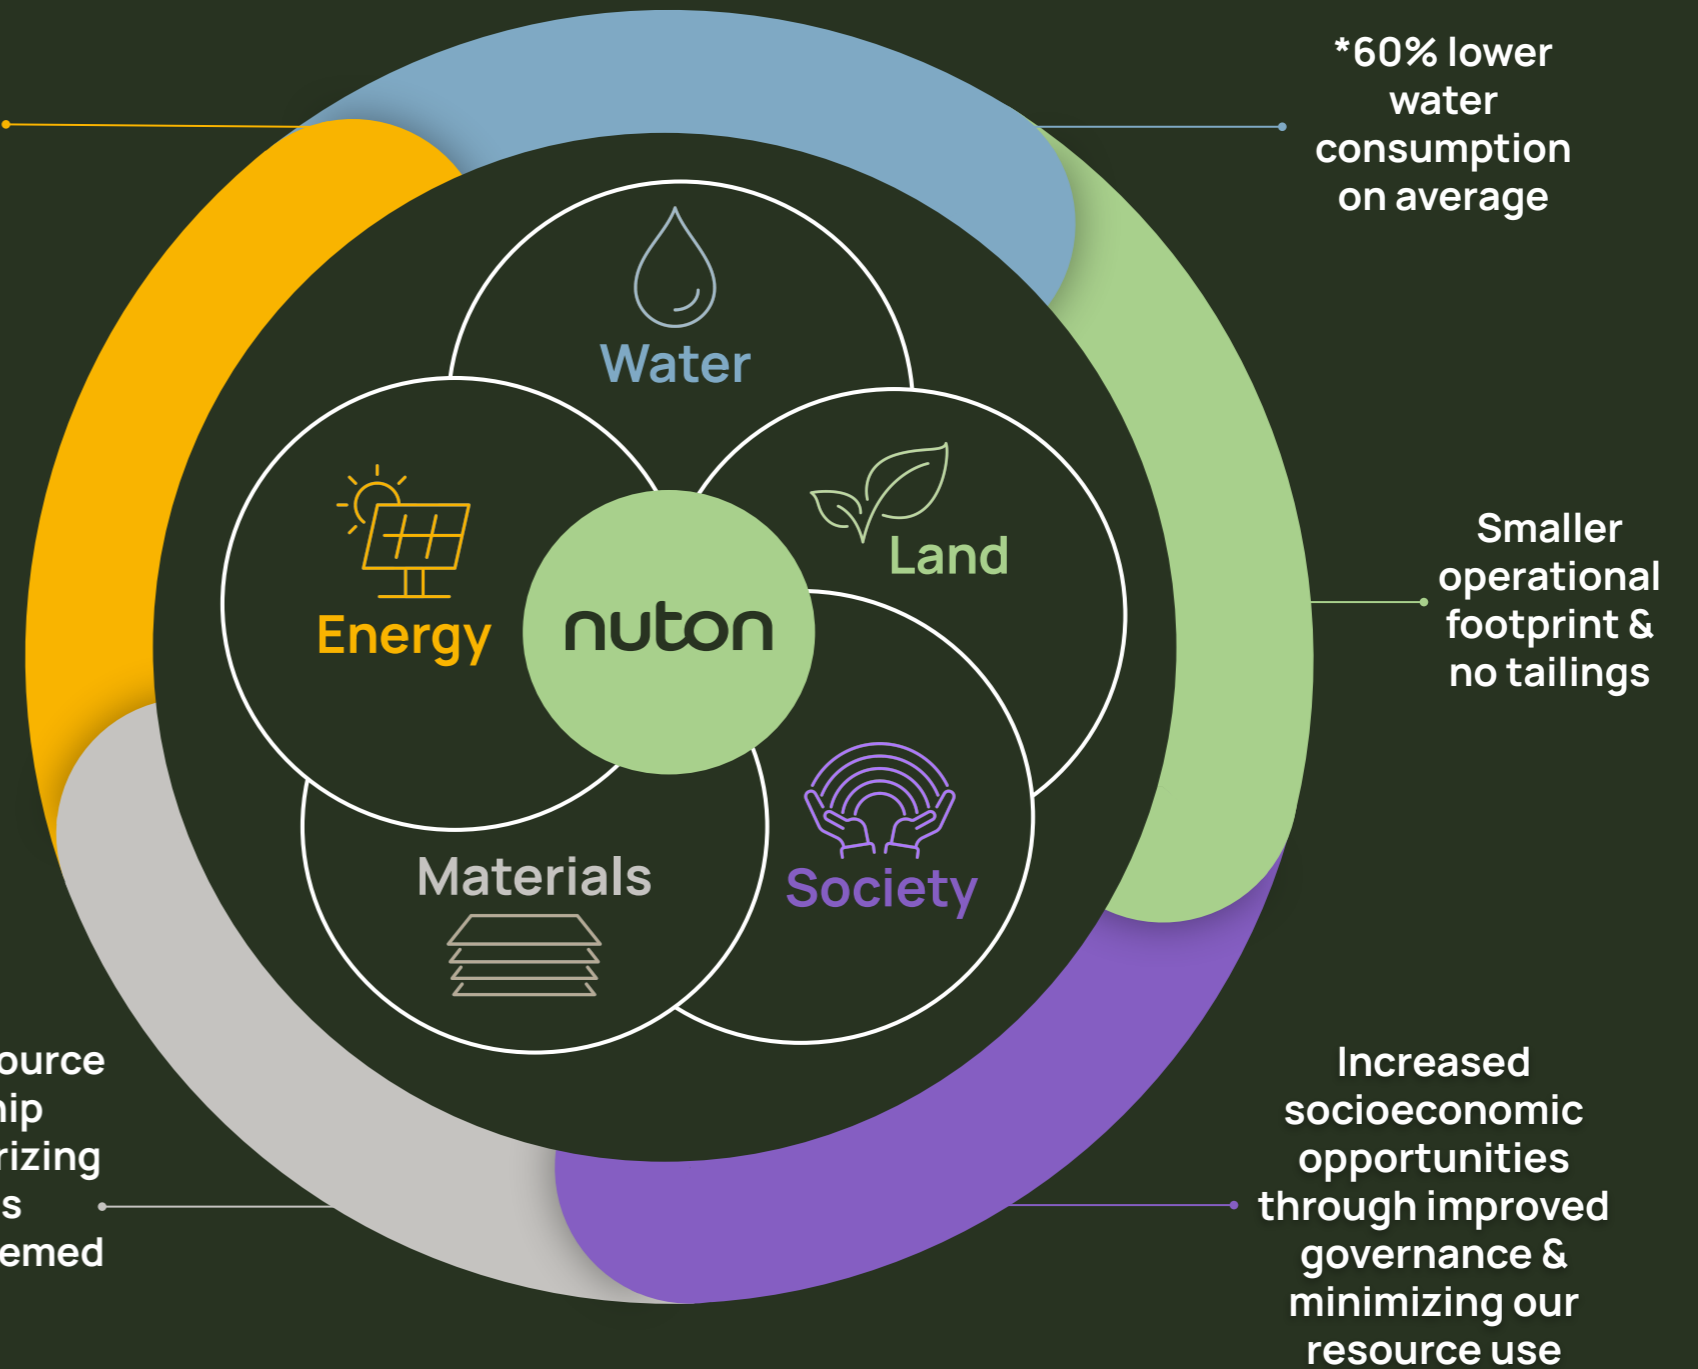 *60% lower
water
consumption
on average
Water
Land
Energy
nuton
Smaller
operational
footprint &
no tailings
Materials
Society
Increased
socioeconomic
opportunities
through improved
governance &
minimizing our
resource use